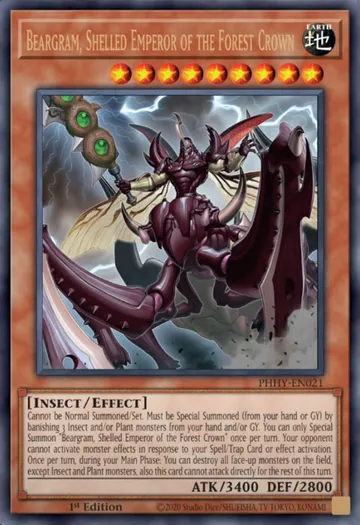 BEARGRAM, SHELLED EMPEROR OF THE FOREST CROWN
EARTH
地
PHHY-EN021
[INSECT/EFFECT]
Cannot be Normal Summoned/Set. Must be Special Summoned (from your hand or GY) by
banishing 3 Insect and/or Plant monsters from your hand and/or GY. You can only Special
Summon "Beargram, Shelled Emperor of the Forest Crown" once per turn. Your opponent
cannot activate monster effects in response to your Spell/Trap Card or effect activation.
Once per turn, during your Main Phase: You can destroy all face-up monsters on the field,
except Insect and Plant monsters, also this card cannot attack directly for the rest of this turn.
ATK/3000 DEF/2800
1st Edition
©2020 Studio Dice/SHUEISHA, TV TOKYO, KONAMI